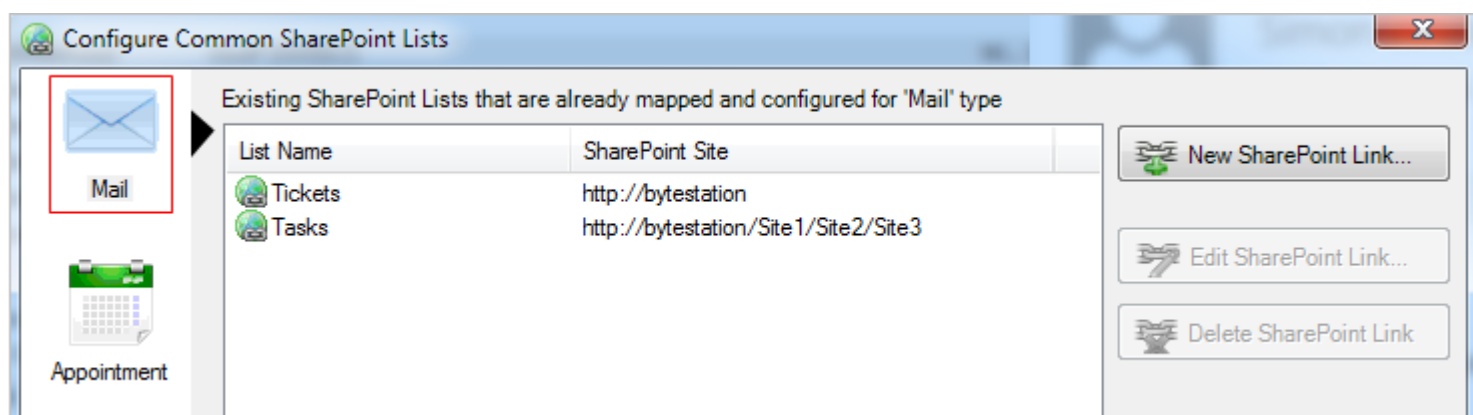 Configure Common SharePoint Lists
Existing SharePoint Lists that are already mapped and configured for 'Mail' type
Mail
List Name SharePoint Site
Tickets http://bytestation
Tasks http://bytestation/Site1/Site2/Site3
New SharePoint Link...
Edit SharePoint Link...
Delete SharePoint Link
Appointment